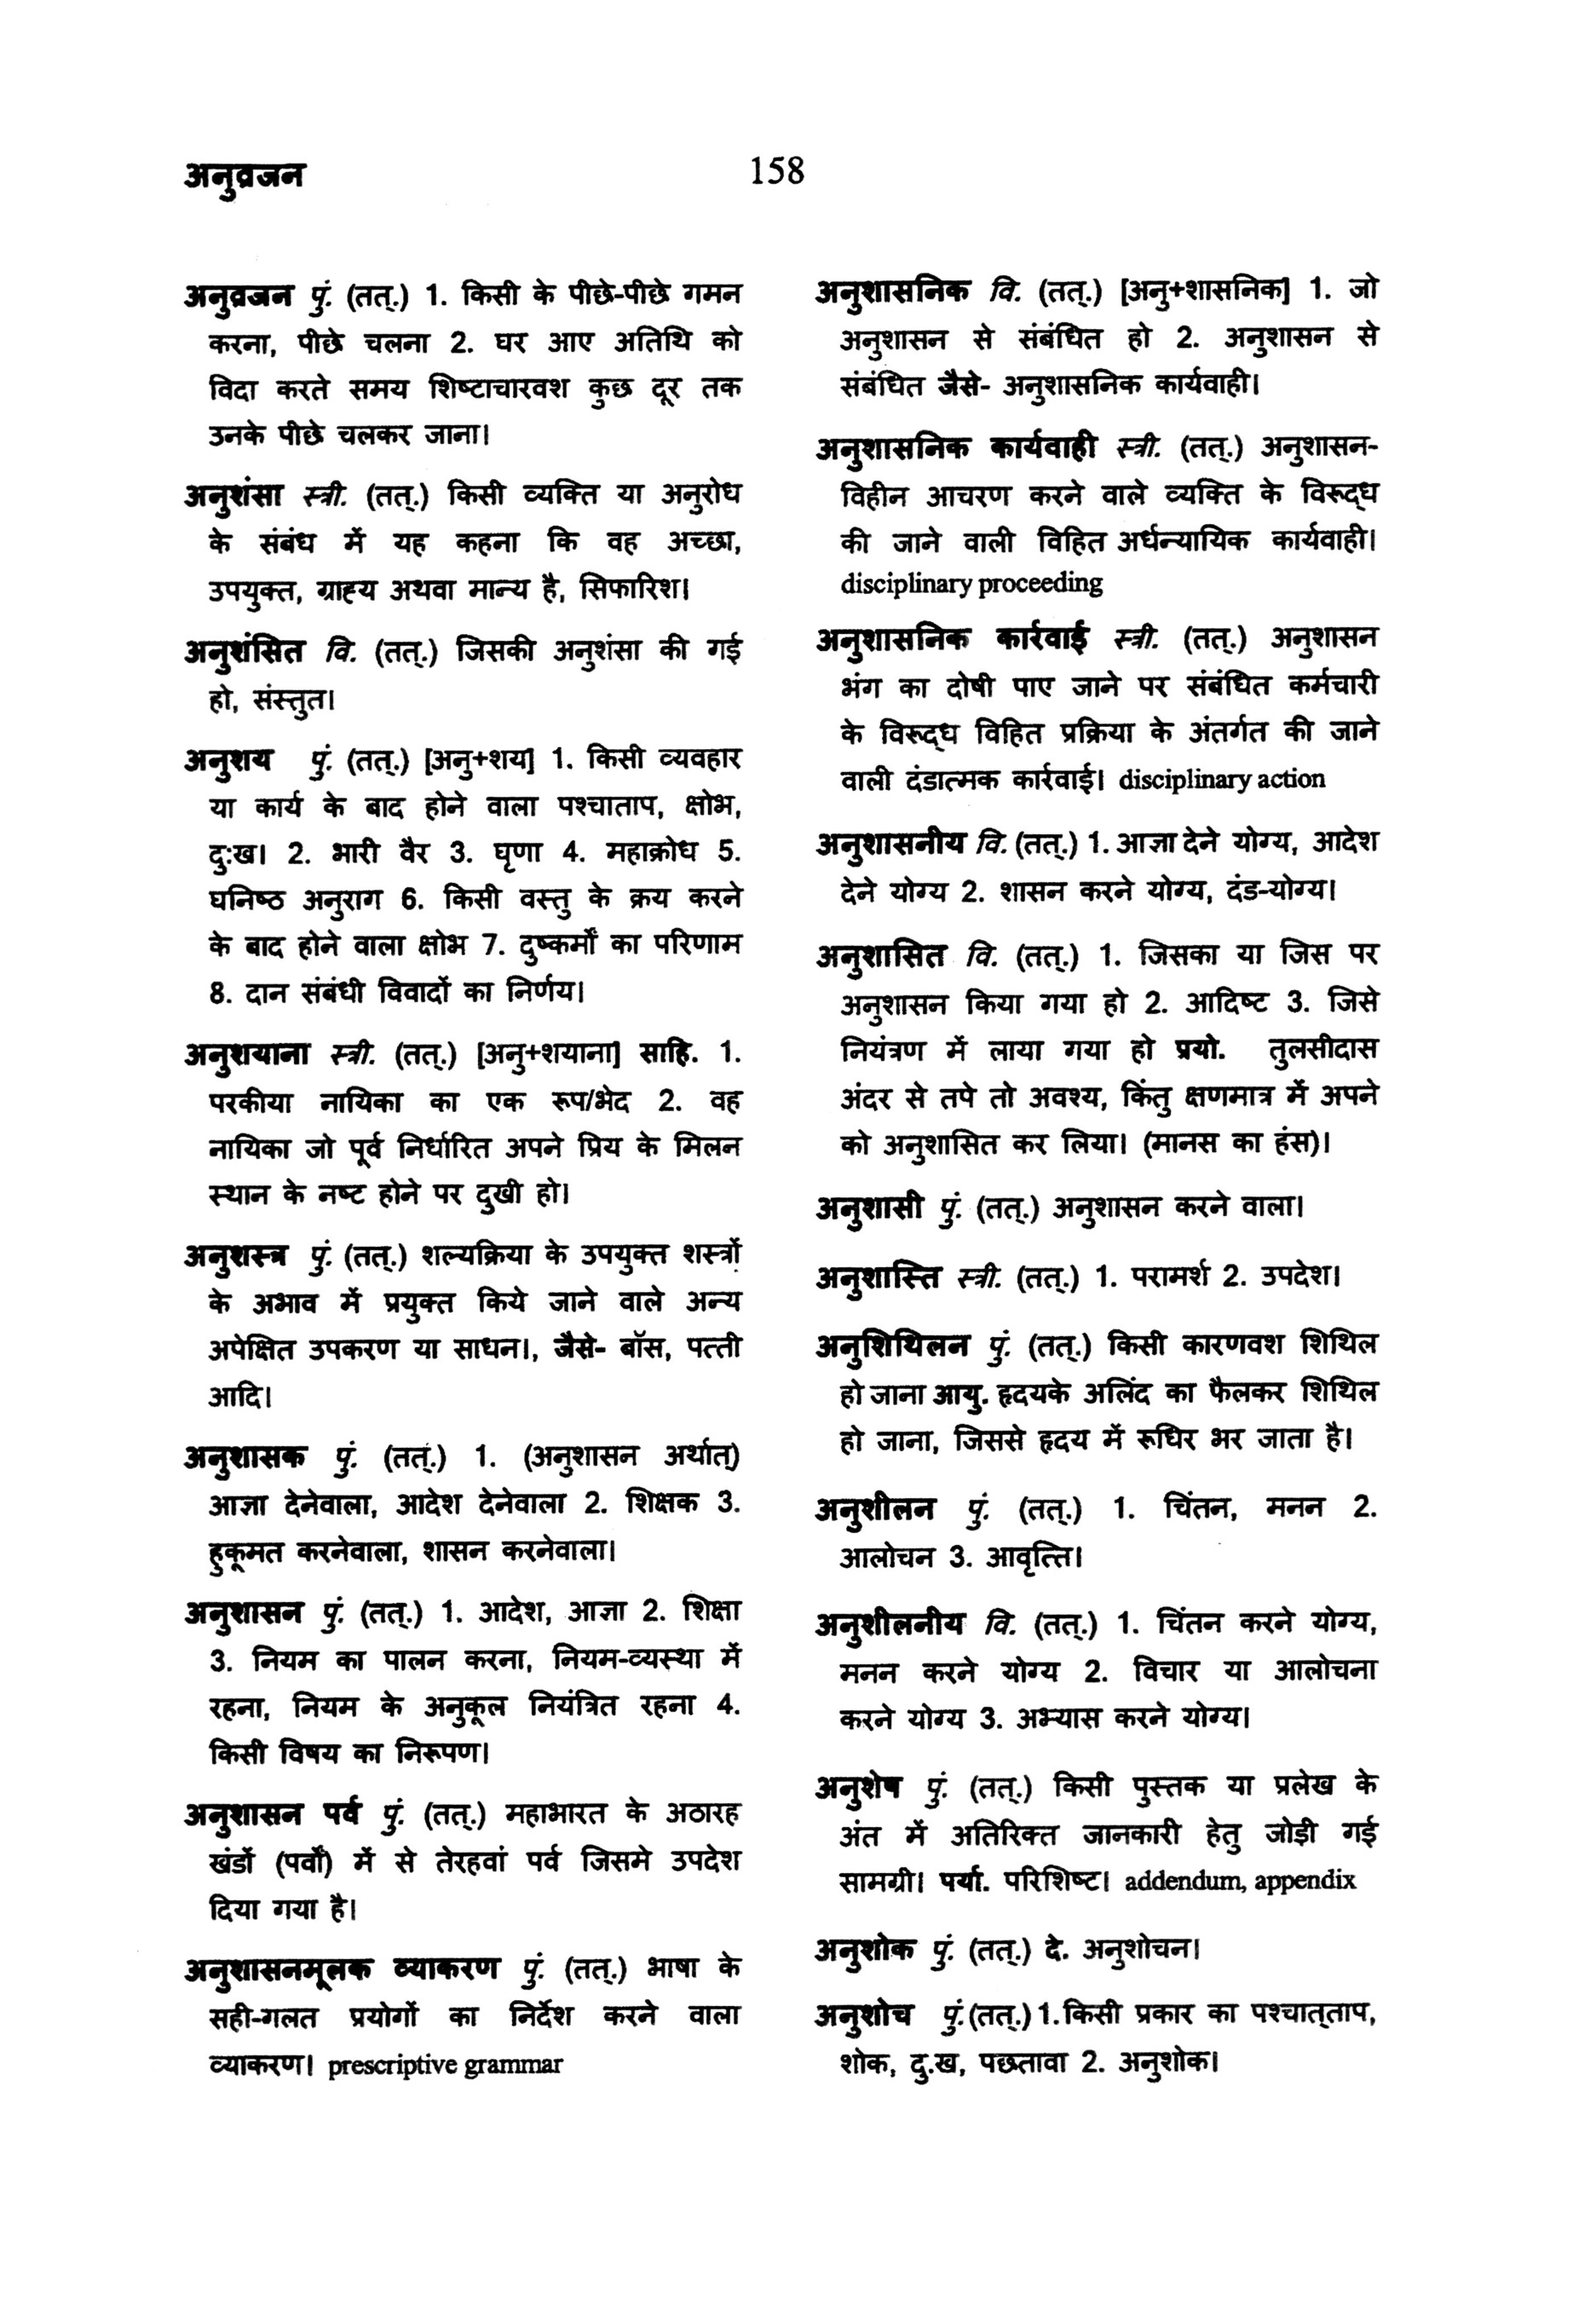 अनुव्रजन
158
अनुव्रजन पुं. (तत्.) 1. किसी के पीछे-पीछे गमन
करना, पीछे चलना 2. घर आए अतिथि को
विदा करते समय शिष्टाचारवश कुछ दूर तक
उनके पीछे चलकर जाना।
अनुशंसा स्त्री. (तत्.) किसी व्यक्ति या अनुरोध
के संबंध में यह कहना कि वह अच्छा,
उपयुक्त, ग्राह्य अथवा मान्य है, सिफारिश।
अनुशंसित वि. (तत्.) जिसकी अनुशंसा की गई
हो, संस्तुत।
अनुशय पुं. (तत्.) [अनु+शय] 1. किसी व्यवहार
या कार्य के बाद होने वाला पश्चाताप, क्षोभ,
दुःख। 2. भारी वैर 3. घृणा 4. महाक्रोध 5.
घनिष्ठ अनुराग 6. किसी वस्तु के क्रय करने
के बाद होने वाला क्षोभ 7. दुष्कर्मों का परिणाम
8. दान संबंधी विवादों का निर्णय।
अनुशयाना स्त्री. (तत्.) [अनु+शयाना] साहि. 1.
परकीया नायिका का एक रूप/भेद 2. वह
नायिका जो पूर्व निर्धारित अपने प्रिय के मिलन
स्थान के नष्ट होने पर दुखी हो।
अनुशस्त्र पुं. (तत्.) शल्यक्रिया के उपयुक्त शस्त्रों
के अभाव में प्रयुक्त किये जाने वाले अन्य
अपेक्षित उपकरण या साधन।, जैसे- बॉस, पत्ती
आदि।
अनुशासक पुं. (तत्.) 1. (अनुशासन अर्थात्)
आज्ञा देनेवाला, आदेश देनेवाला 2. शिक्षक 3.
हुकूमत करनेवाला, शासन करनेवाला।
अनुशासन पुं. (तत्.) 1. आदेश, आज्ञा 2. शिक्षा
3. नियम का पालन करना, नियम-व्यस्था में
रहना, नियम के अनुकूल नियंत्रित रहना 4.
किसी विषय का निरूपण।
अनुशासन पर्व पुं. (तत्.) महाभारत के अठारह
खंडों (पर्वों) में से तेरहवां पर्व जिसमे उपदेश
दिया गया है।
अनुशासनमूलक व्याकरण पुं. (तत्.) भाषा के
सही-गलत प्रयोगों का निर्देश करने वाला
व्याकरण। prescriptive grammar
अनुशासनिक वि. (तत्.) [अनु+शासनिक] 1. जो
अनुशासन से संबंधित हो 2. अनुशासन से
संबंधित जैसे- अनुशासनिक कार्यवाही।
अनुशासनिक कार्यवाही स्त्री. (तत्.) अनुशासन-
विहीन आचरण करने वाले व्यक्ति के विरूद्ध
की जाने वाली विहित अर्धन्यायिक कार्यवाही।
disciplinary proceeding
अनुशासनिक कार्रवाई स्त्री. (तत्.) अनुशासन
भंग का दोषी पाए जाने पर संबंधित कर्मचारी
के विरूद्ध विहित प्रक्रिया के अंतर्गत की जाने
वाली दंडात्मक कार्रवाई। disciplinary action
अनुशासनीय वि. (तत्.) 1. आज्ञा देने योग्य, आदेश
देने योग्य 2. शासन करने योग्य, दंड-योग्य।
अनुशासित वि. (तत्.) 1. जिसका या जिस पर
अनुशासन किया गया हो 2. आदिष्ट 3. जिसे
नियंत्रण में लाया गया हो प्रयो. तुलसीदास
अंदर से तपे तो अवश्य, किंतु क्षणमात्र में अपने
को अनुशासित कर लिया। (मानस का हंस)।
अनुशासी पुं. (तत्.) अनुशासन करने वाला।
अनुशास्ति स्त्री. (तत्.) 1. परामर्श 2. उपदेश।
अनुशिथिलन पुं. (तत्.) किसी कारणवश शिथिल
हो जाना आयु. हृदयके अलिंद का फैलकर शिथिल
हो जाना, जिससे हृदय में रूधिर भर जाता है।
अनुशीलन पुं. (तत्.) 1. चिंतन, मनन 2.
आलोचन 3. आवृत्ति।
अनुशीलनीय वि. (तत्.) 1. चिंतन करने योग्य,
मनन करने योग्य 2. विचार या आलोचना
करने योग्य 3. अभ्यास करने योग्य।
अनुशेष पुं. (तत्.) किसी पुस्तक या प्रलेख के
अंत में अतिरिक्त जानकारी हेतु जोड़ी गई
सामग्री। पर्या. परिशिष्ट। addendum, appendix
अनुशोक पुं. (तत्.) दे. अनुशोचन।
अनुशोच पुं.(तत्.)1.किसी प्रकार का पश्चात्ताप,
शोक, दु.ख, पछतावा 2. अनुशोक।